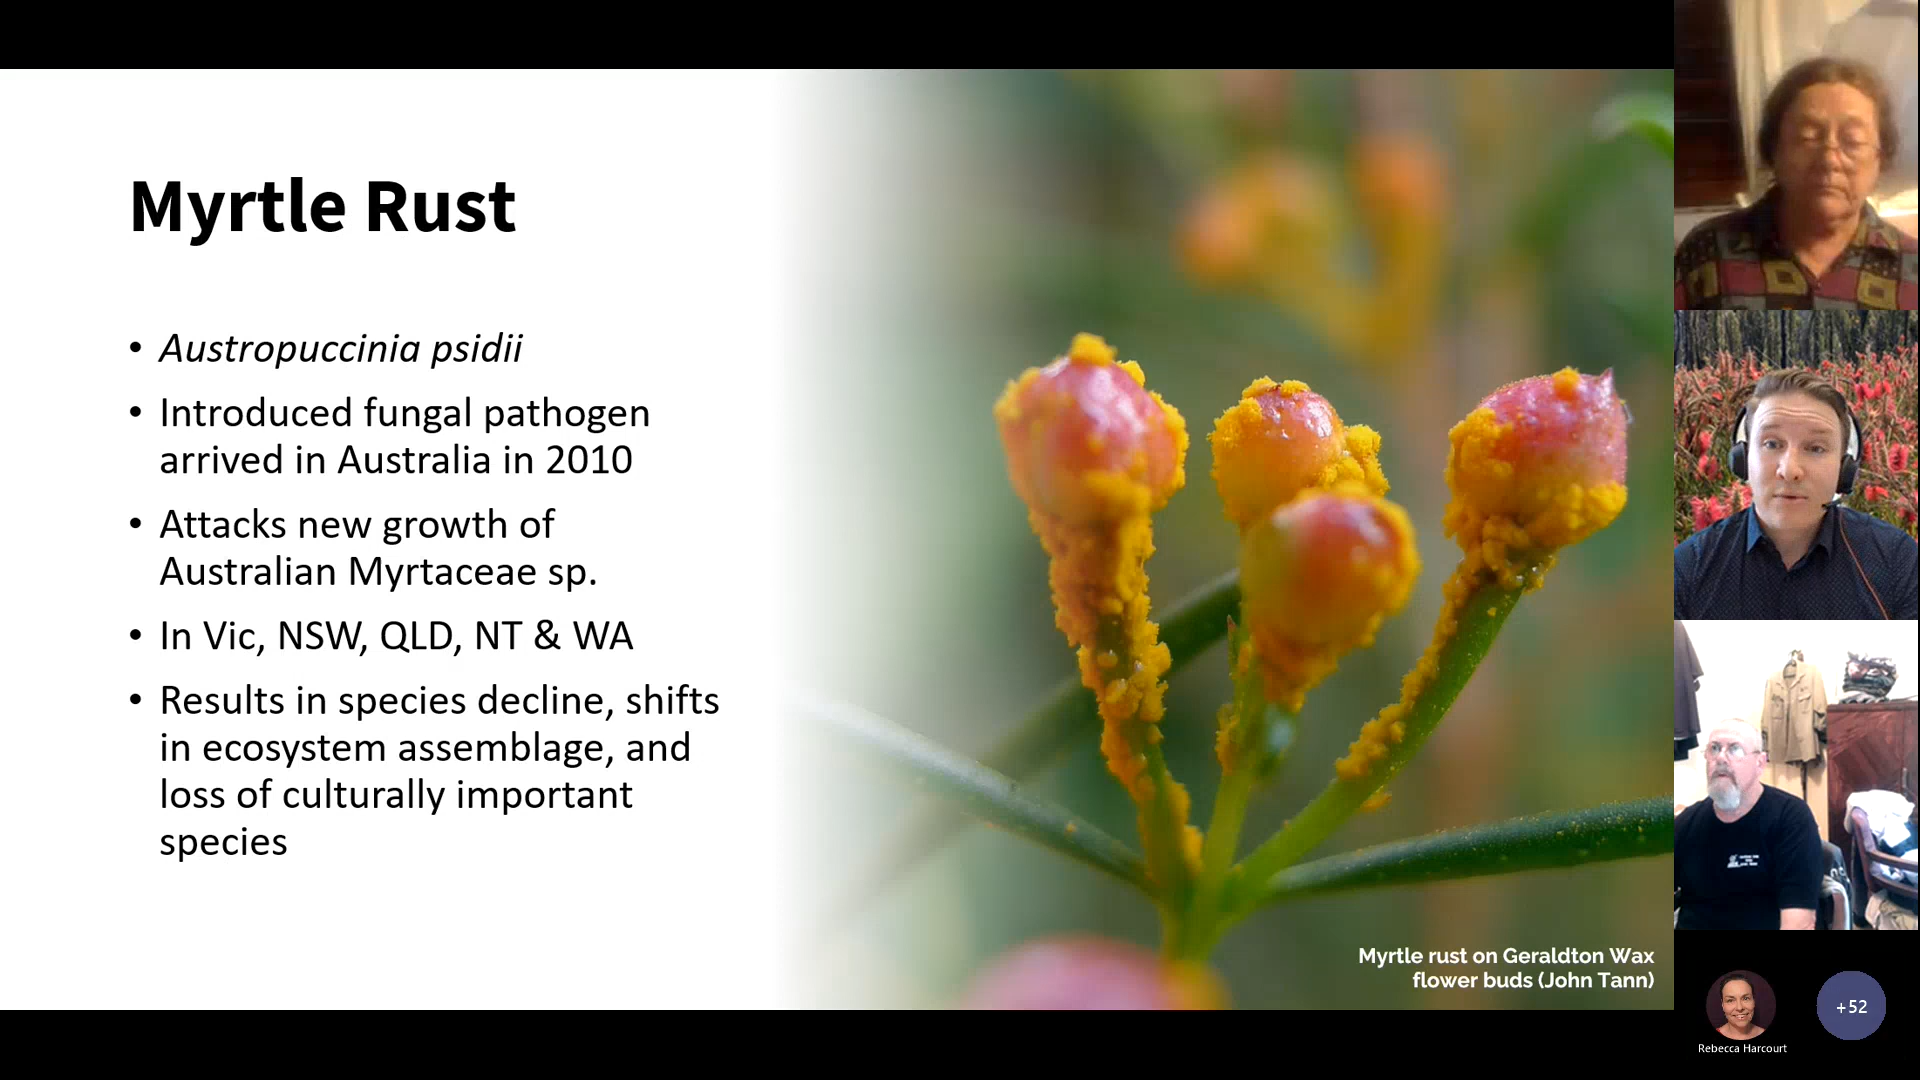 Myrtle Rust
• Austropuccinia psidii
• Introduced fungal pathogen
arrived in Australia in 2010
• Attacks new growth of
Australian Myrtaceae sp.
• In Vic, NSW, QLD, NT & WA
• Results in species decline, shifts
in ecosystem assemblage, and
loss of culturally important
species
Myrtle rust on Geraldton Wax
flower buds (John Tann)
Rebecca Harcourt
+52